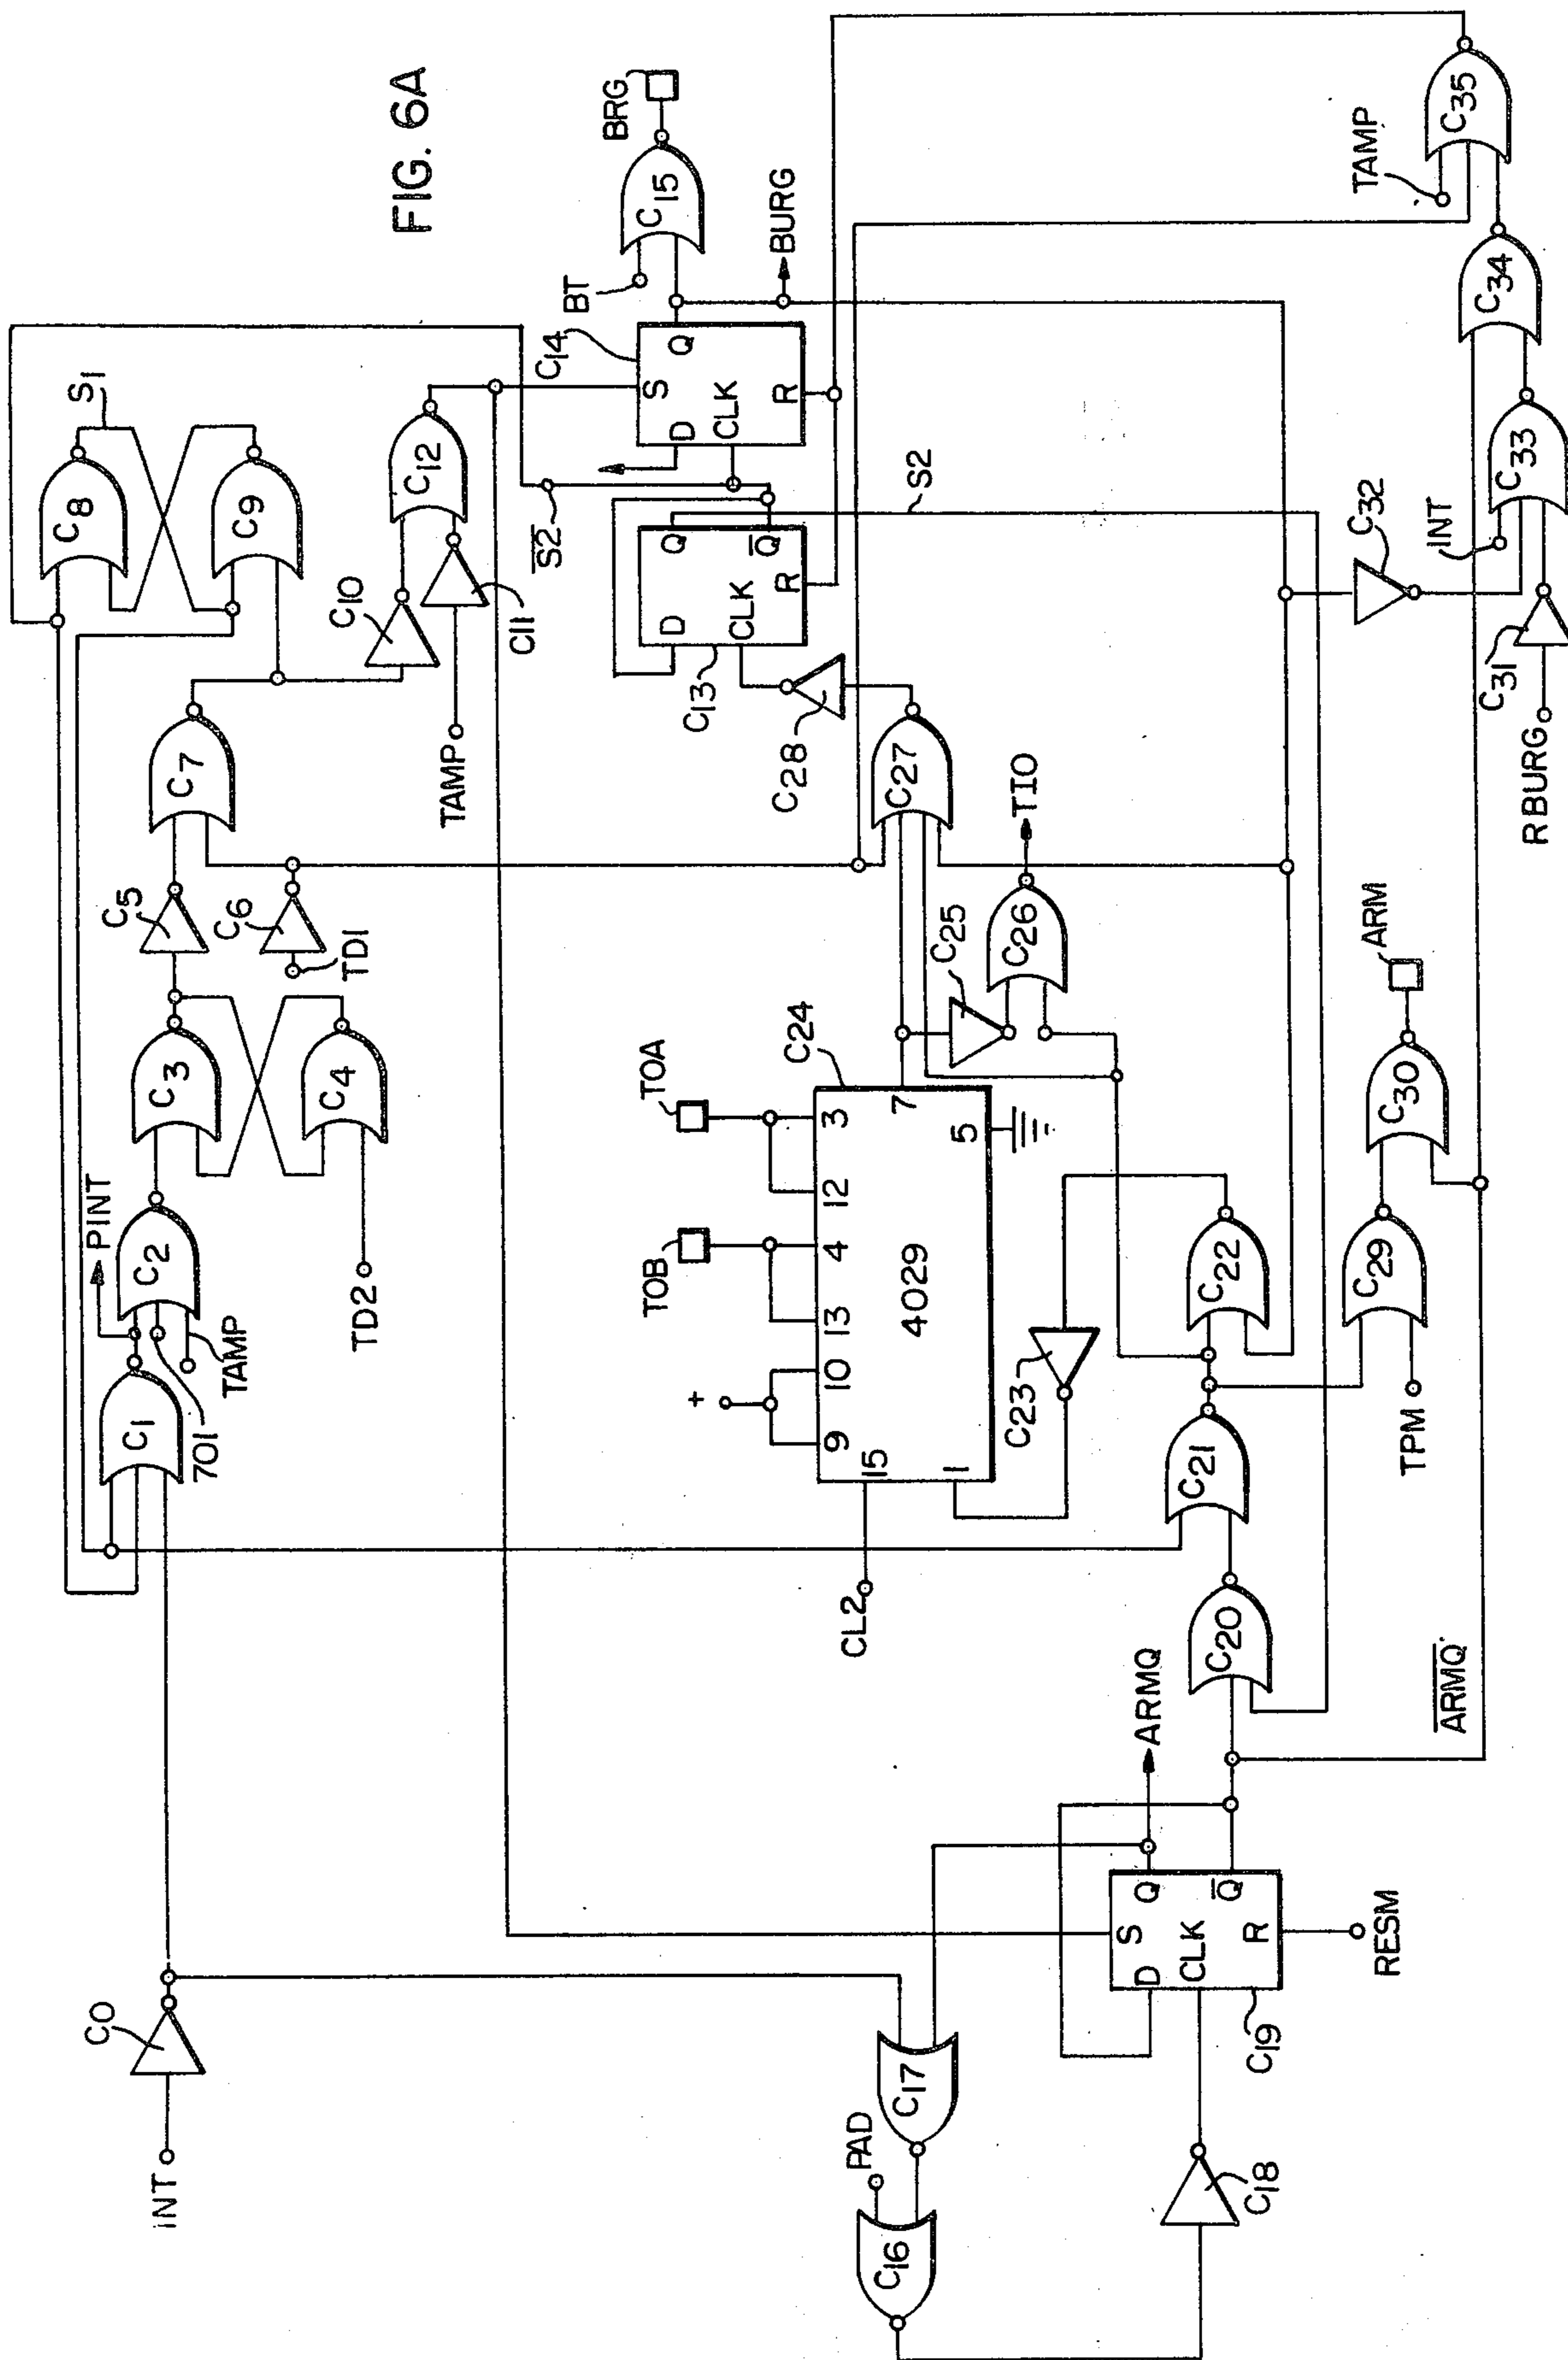 FIG. 6A
INT
C0
C1
701
PINT
C2
TAMP
C3
C4
TD2
C5
C6
TD1
C7
C8
S1
C9
C10
C11
C12
TAMP
S2
C14
S
D
Q
CLK
R
BT
C15
BRG
BURG
D
Q
CLK
Q
R
C13
S2
C28
C27
TOB
TOA
+
9
10
13
4
12
3
15
7
C24
4029
1
5
CL2
C25
C26
TIO
C23
C22
C21
C20
C29
TPM
C30
ARM
ARMQ
ARMQ
PAD
C16
C17
C18
S
D
Q
CLK
Q
R
C19
RESM
C32
INT
C31
RBURG
C33
C34
C35
TAMP